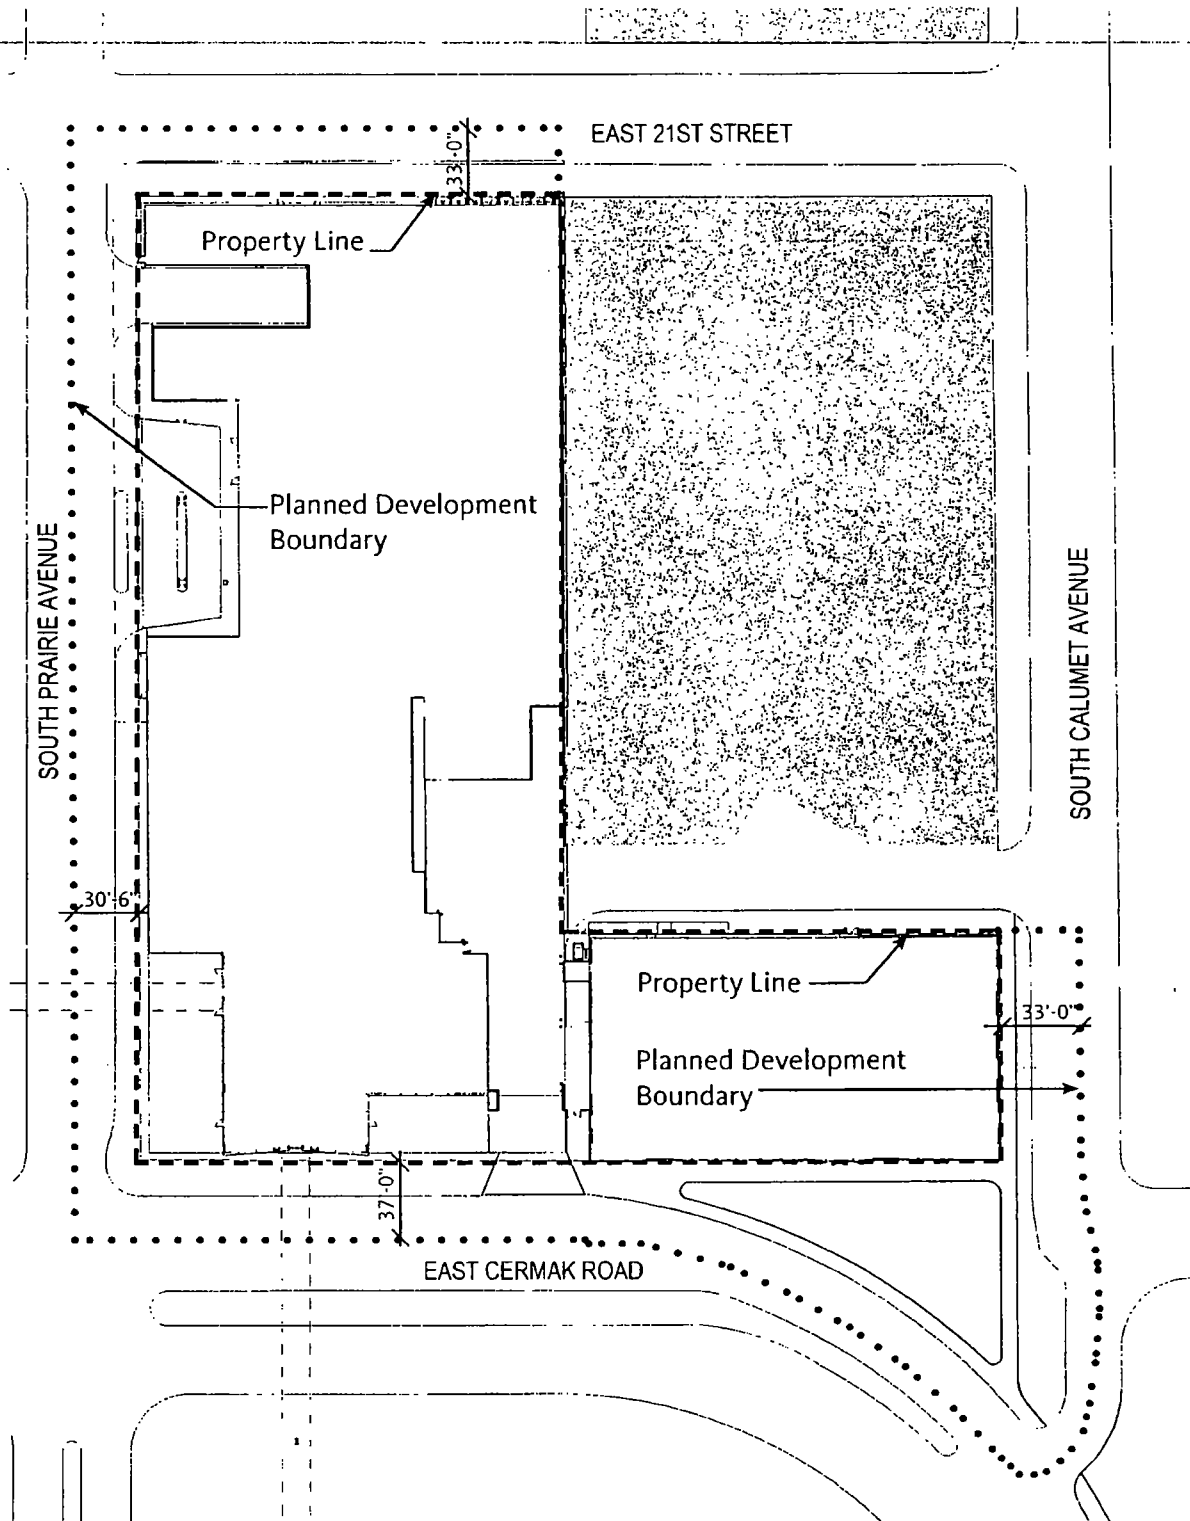 EAST 21ST STREET
33'-0"
Property Line
Planned Development
Boundary
SOUTH PRAIRIE AVENUE
SOUTH CALUMET AVENUE
30'-6"
Property Line
33'-0"
Planned Development
Boundary
37'-0"
EAST CERMAK ROAD